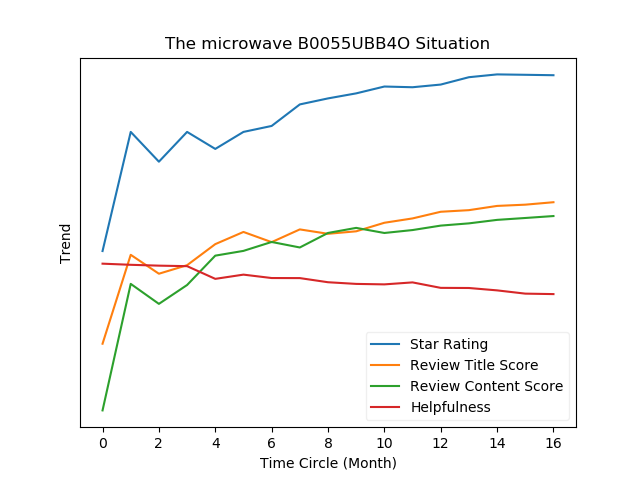 The microwave B0055UBB4O Situation
Trend
Star Rating
Review Title Score
Review Content Score
Helpfulness
0 2 4 6 8 10 12 14 16
Time Circle (Month)